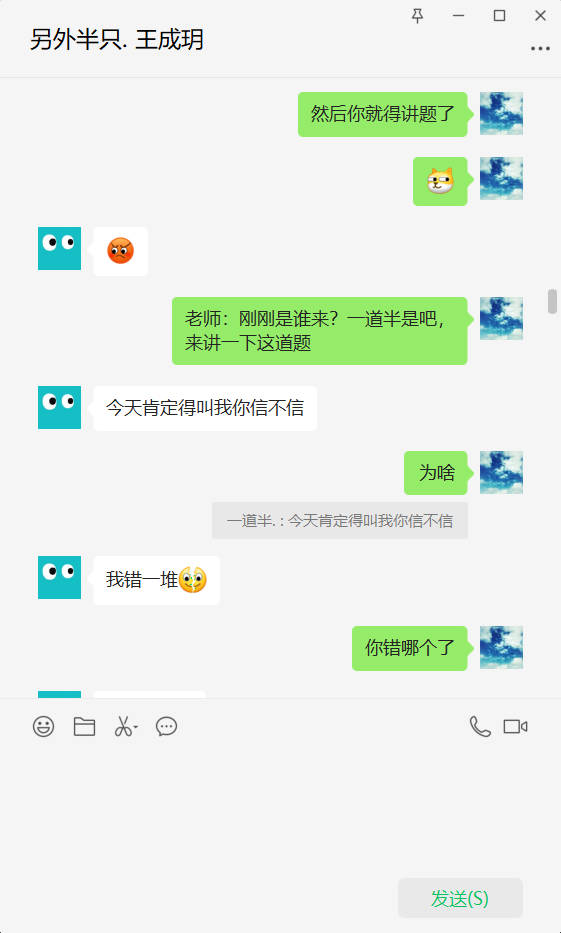 另外半只. 王成玥
然后你就得讲题了
老师：刚刚是谁来？一道半是吧，
来讲一下这道题
今天肯定得叫我你信不信
为啥
一道半. : 今天肯定得叫我你信不信
我错一堆
你错哪个了
发送(S)